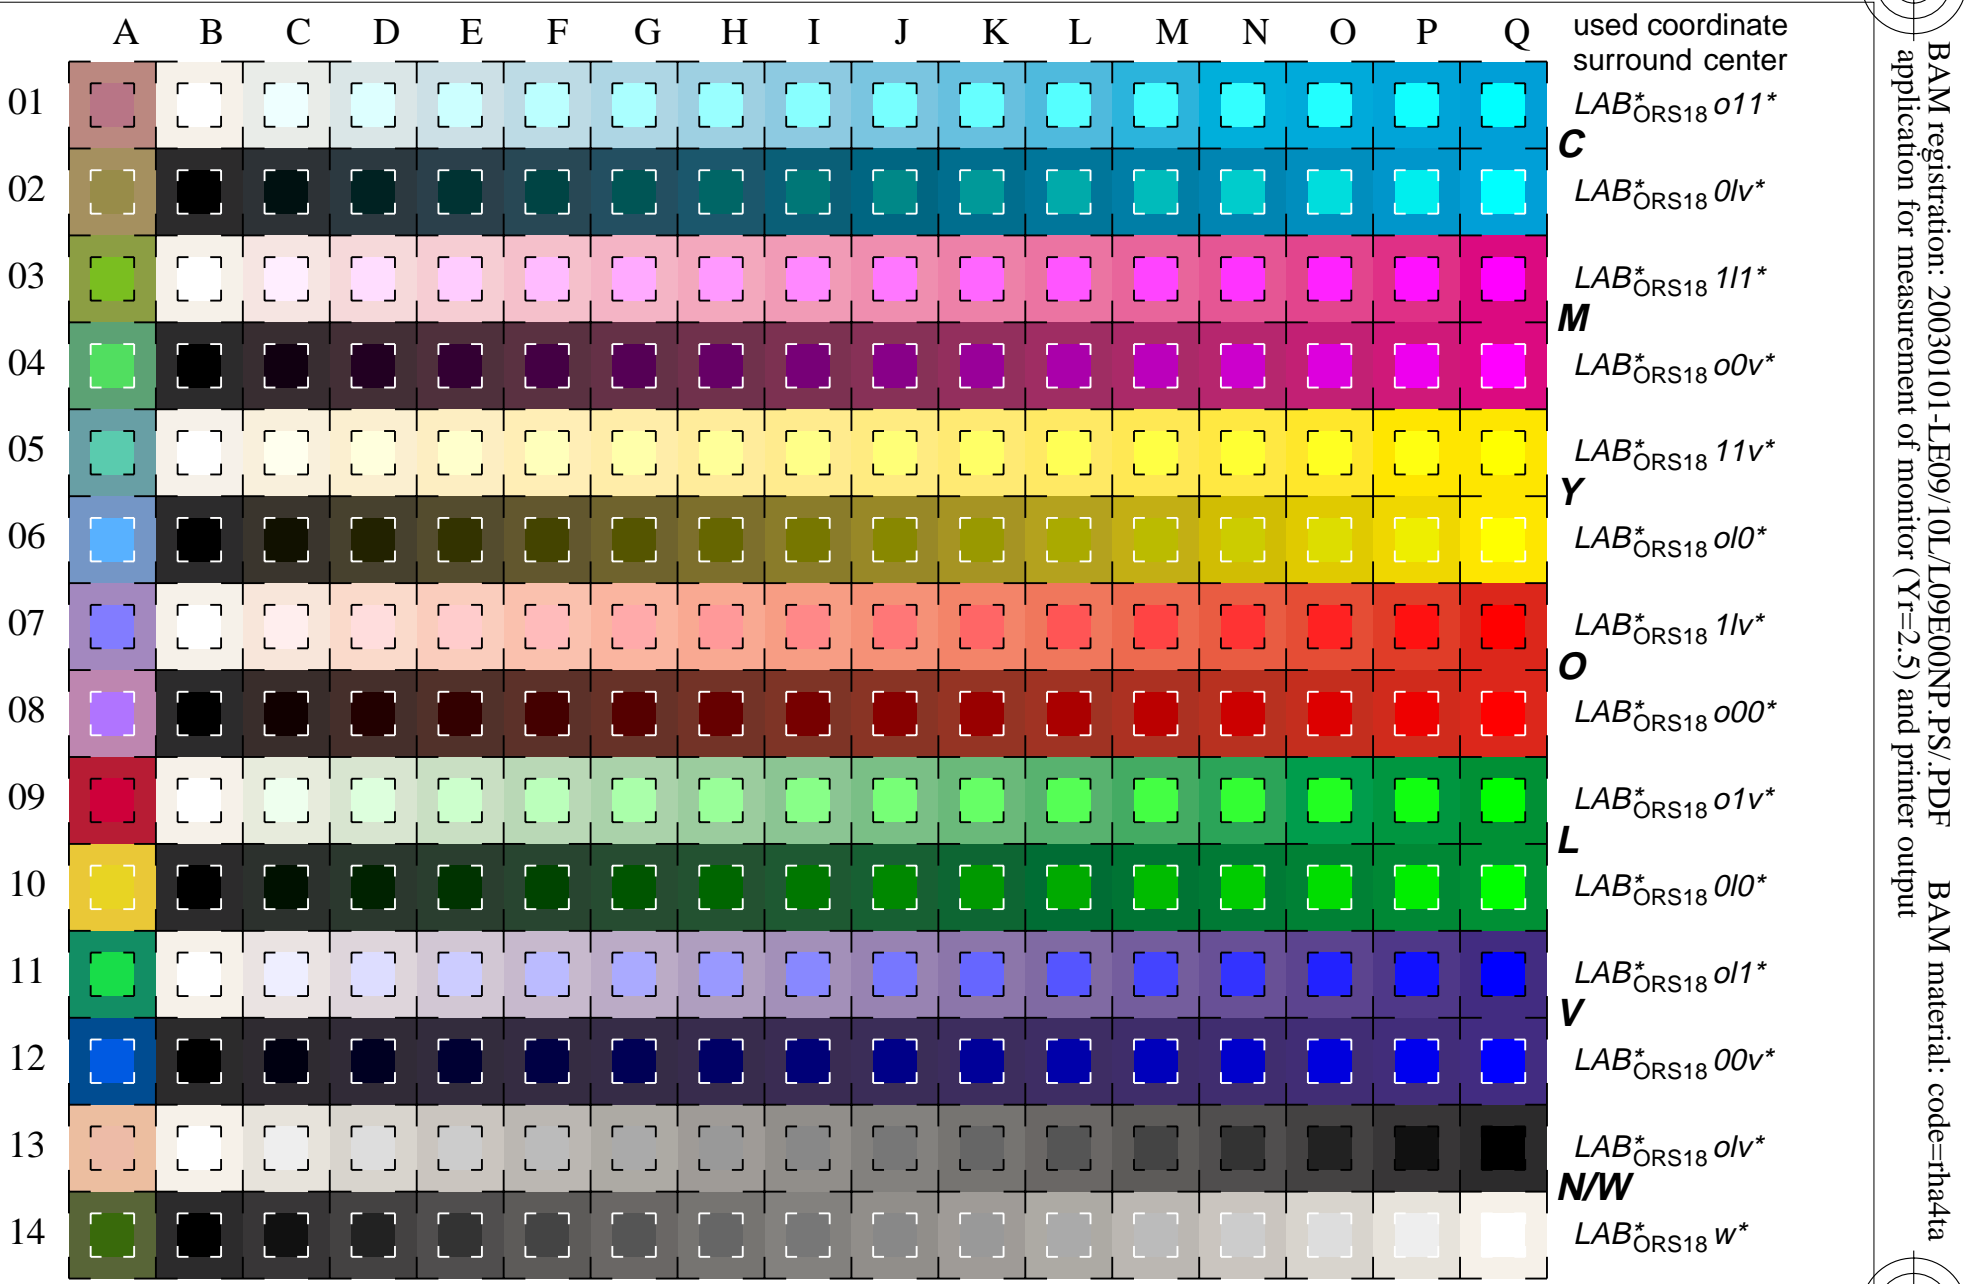 A B C D E F G H I J K L M N O P Q
used coordinate
surround center
01 LAB*ORS18 o11*
C
02 LAB*ORS18 0lv*
03 LAB*ORS18 1l1*
M
04 LAB*ORS18 o0v*
05 LAB*ORS18 11v*
Y
06 LAB*ORS18 ol0*
07 LAB*ORS18 1lv*
O
08 LAB*ORS18 o00*
09 LAB*ORS18 o1v*
L
10 LAB*ORS18 0l0*
11 LAB*ORS18 ol1*
V
12 LAB*ORS18 00v*
13 LAB*ORS18 olv*
N/W
14 LAB*ORS18 w*
BAM registration: 20030101-LE09/10L/L09E00NP.PS/.PDF BAM material: code=rha4ta
application for measurement of monitor (Yr=2.5) and printer output